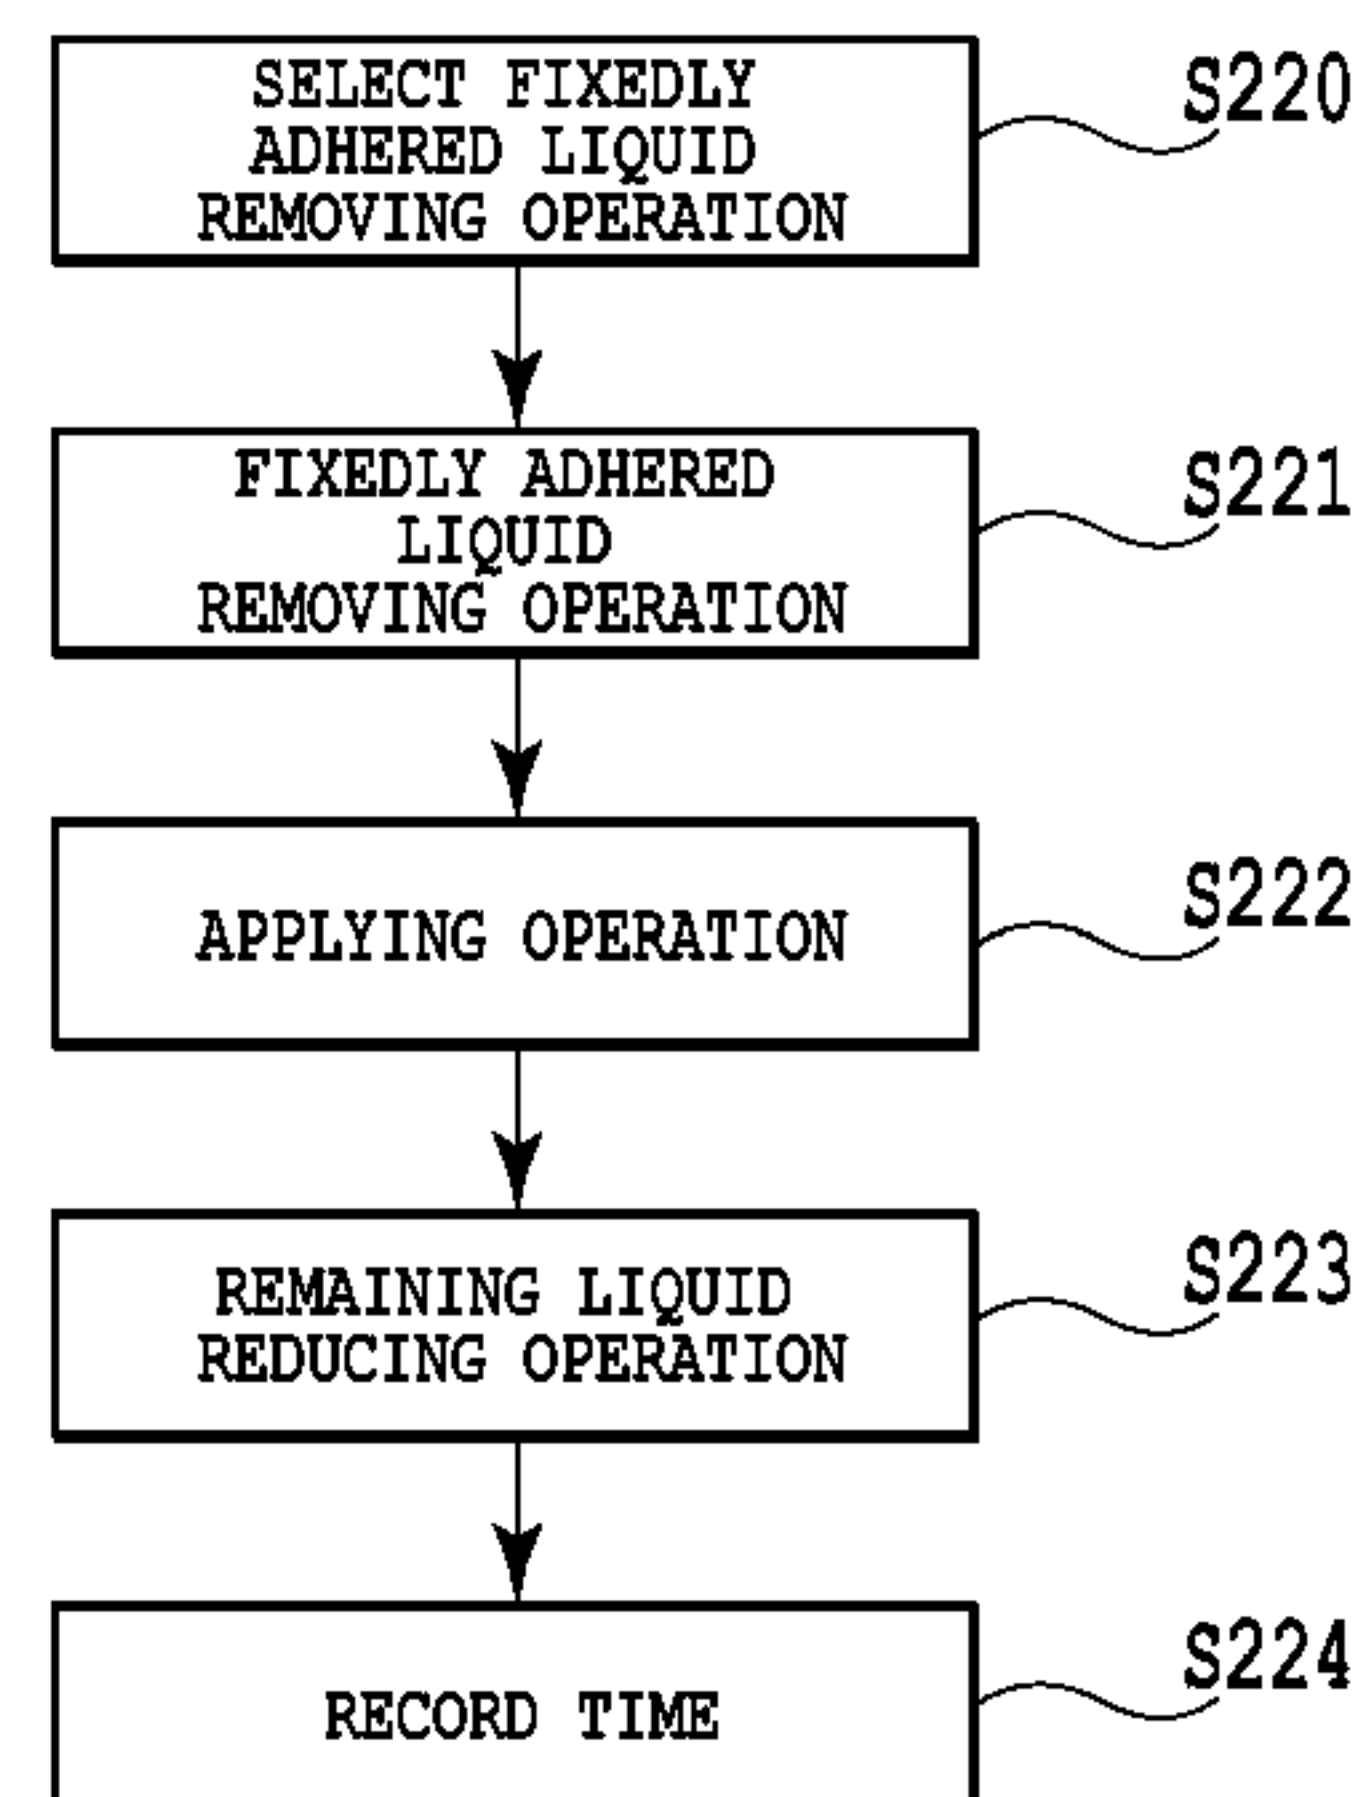 SELECT FIXEDLY
ADHERED LIQUID
REMOVING OPERATION
S220
FIXEDLY ADHERED
LIQUID
REMOVING OPERATION
S221
APPLYING OPERATION
S222
REMAINING LIQUID
REDUCING OPERATION
S223
RECORD TIME
S224